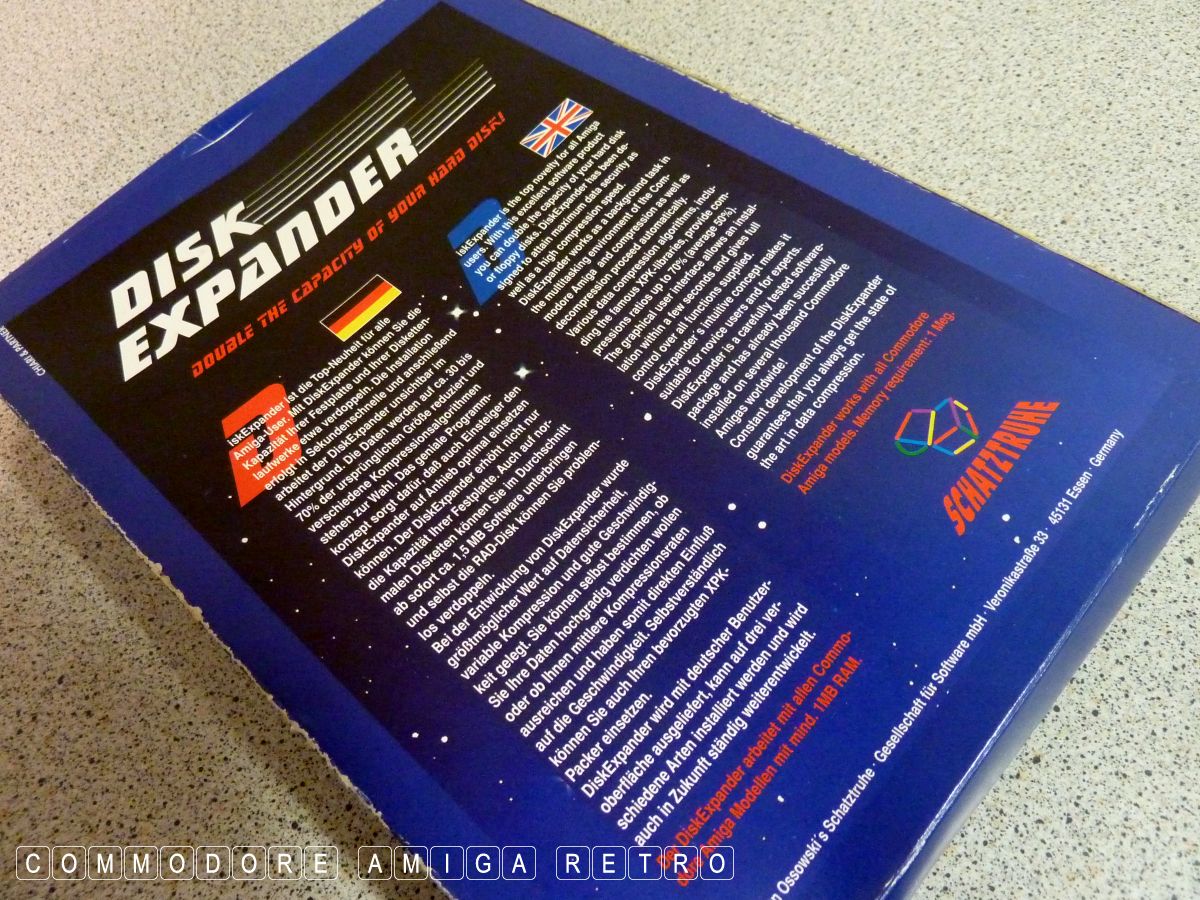 DISK
EXPANDER
DOUBLE THE CAPACITY OF YOUR HARD DISK!
CHIARI & PARTNER
DiskExpander ist die Top-Neuheit für alle
Amiga-User. Mit DiskExpander können Sie die
Kapazität Ihrer Festplatte und Ihrer Disketten-
laufwerke etwa verdoppeln. Die Installation
erfolgt in Sekundenschnelle und anschließend
arbeitet der DiskExpander unsichtbar im
Hintergrund. Die Daten werden auf ca. 30 bis
70% der ursprünglichen Größe reduziert und
verschiedene Kompressionsalgorithmen
stehen zur Wahl. Das geniale Programm-
konzept sorgt dafür, daß auch Einsteiger den
DiskExpander auf Anhieb optimal einsetzen
können. Der DiskExpander erhöht nicht nur
die Kapazität Ihrer Festplatte. Auch auf nor-
malen Disketten können Sie im Durchschnitt
ab sofort ca. 1,5 MB Software unterbringen
und selbst die RAD-Disk können Sie problem-
los verdoppeln.
Bei der Entwicklung von DiskExpander wurde
größtmöglicher Wert auf Datensicherheit,
variable Kompression und gute Geschwindig-
keit gelegt. Sie können selbst bestimmen, ob
Sie Ihre Daten hochgradig verdichten wollen
oder ob Ihnen mittlere Kompressionsraten
ausreichen und haben somit direkten Einfluß
auf die Geschwindigkeit. Selbstverständlich
können Sie auch Ihren bevorzugten XPK-
Packer einsetzen.
DiskExpander wird mit deutscher Benutzer-
oberfläche ausgeliefert, kann auf drei ver-
schiedene Arten installiert werden und wird
auch in Zukunft ständig weiterentwickelt.
Der DiskExpander arbeitet mit allen Commo-
dore Amiga Modellen mit mind. 1MB RAM.
DiskExpander is the top novelty for all Amiga
users. With this excellent software product
you can double the capacity of your hard disk
or floppy disks. DiskExpander has been de-
signed to attain maximum data security as
well as a high compression speed.
DiskExpander works as a background task in
the multitasking environment of the Com-
modore Amiga and compression as well as
decompression proceed automatically.
Various data compression algorithms, inclu-
ding the famous XPK-libraries, provide com-
pressions ratios up to 70% (average 50%).
The graphical user interface allows an instal-
lation within a few seconds and gives full
control over all functions supplied.
DiskExpander´s intuitive concept makes it
suitable for novice users and for experts.
DiskExpander is a carefully tested software-
package and has already been successfully
installed on several thousand Commodore
Amigas worldwide!
Constant development of the DiskExpander
guarantees that you always get the state of
the art in data compression.
DiskExpander works with all Commodore
Amiga models. Memory requirement: 1 Meg.
SCHATZTRUHE
n Ossowski´s Schatztruhe · Gesellschaft für Software mbH · Veronikastraße 33 · 45131 Essen · Germany
COMMODORE AMIGA RETRO